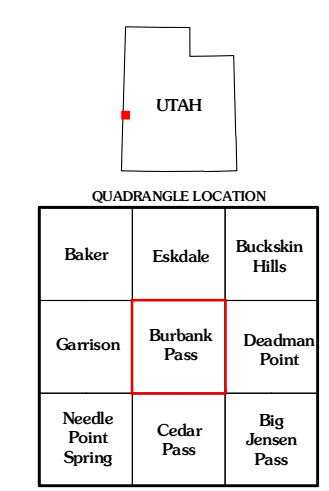 UTAH
QUADRANGLE LOCATION
Baker
Eskdale
Buckskin
Hills
Garrison
Burbank
Pass
Deadman
Point
Needle
Point
Spring
Cedar
Pass
Big
Jensen
Pass